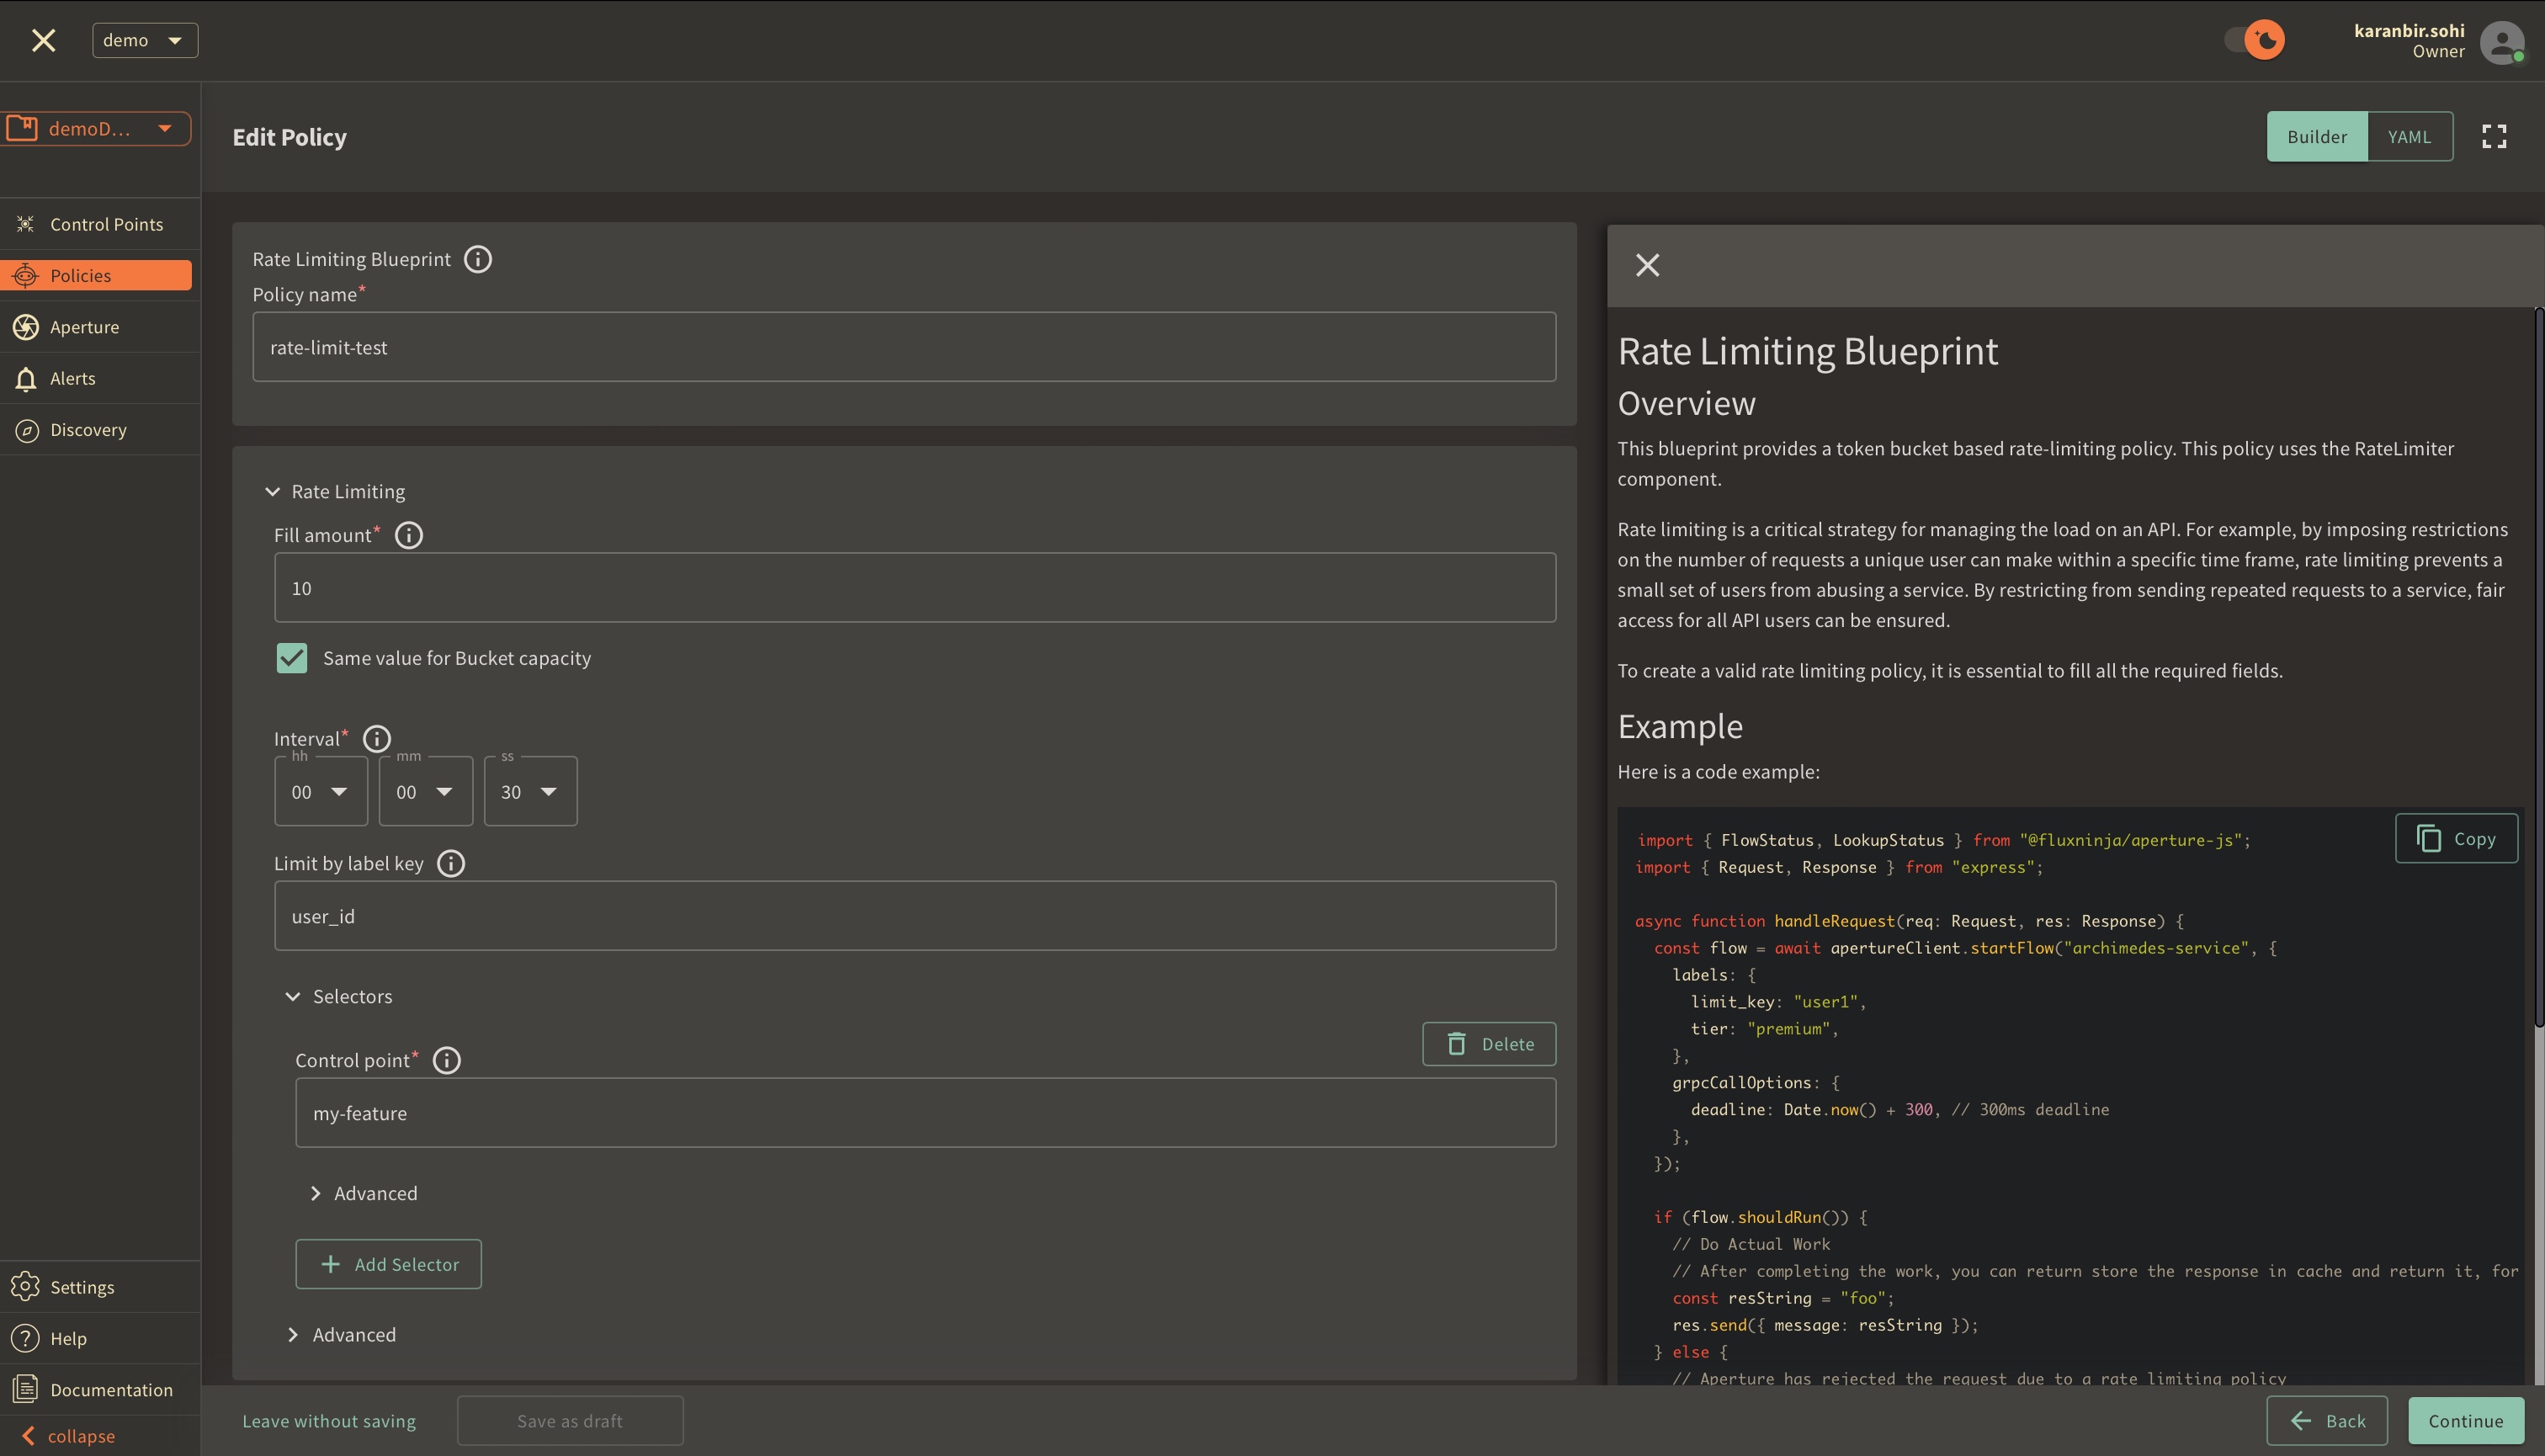 demo
karanbir.sohi
Owner
demoD...
Control Points
Policies
Aperture
Alerts
Discovery
Settings
Help
Documentation
collapse
Edit Policy
Builder
YAML
Rate Limiting Blueprint
Policy name*
rate-limit-test
Rate Limiting
Fill amount*
10
Same value for Bucket capacity
Interval*
hh mm ss
00 00 30
Limit by label key
user_id
Selectors
Delete
Control point*
my-feature
Advanced
Add Selector
Advanced
Leave without saving
Save as draft
Rate Limiting Blueprint
Overview
This blueprint provides a token bucket based rate-limiting policy. This policy uses the RateLimiter
component.
Rate limiting is a critical strategy for managing the load on an API. For example, by imposing restrictions
on the number of requests a unique user can make within a specific time frame, rate limiting prevents a
small set of users from abusing a service. By restricting from sending repeated requests to a service, fair
access for all API users can be ensured.
To create a valid rate limiting policy, it is essential to fill all the required fields.
Example
Here is a code example:
Copy
import { FlowStatus, LookupStatus } from "@fluxninja/aperture-js";
import { Request, Response } from "express";
async function handleRequest(req: Request, res: Response) {
const flow = await apertureClient.startFlow("archimedes-service", {
labels: {
limit_key: "user1",
tier: "premium",
},
grpcCallOptions: {
deadline: Date.now() + 300, // 300ms deadline
},
});
if (flow.shouldRun()) {
// Do Actual Work
// After completing the work, you can return store the response in cache and return it, for
const resString = "foo";
res.send({ message: resString });
} else {
// Aperture has rejected the request due to a rate limiting policy
Back
Continue